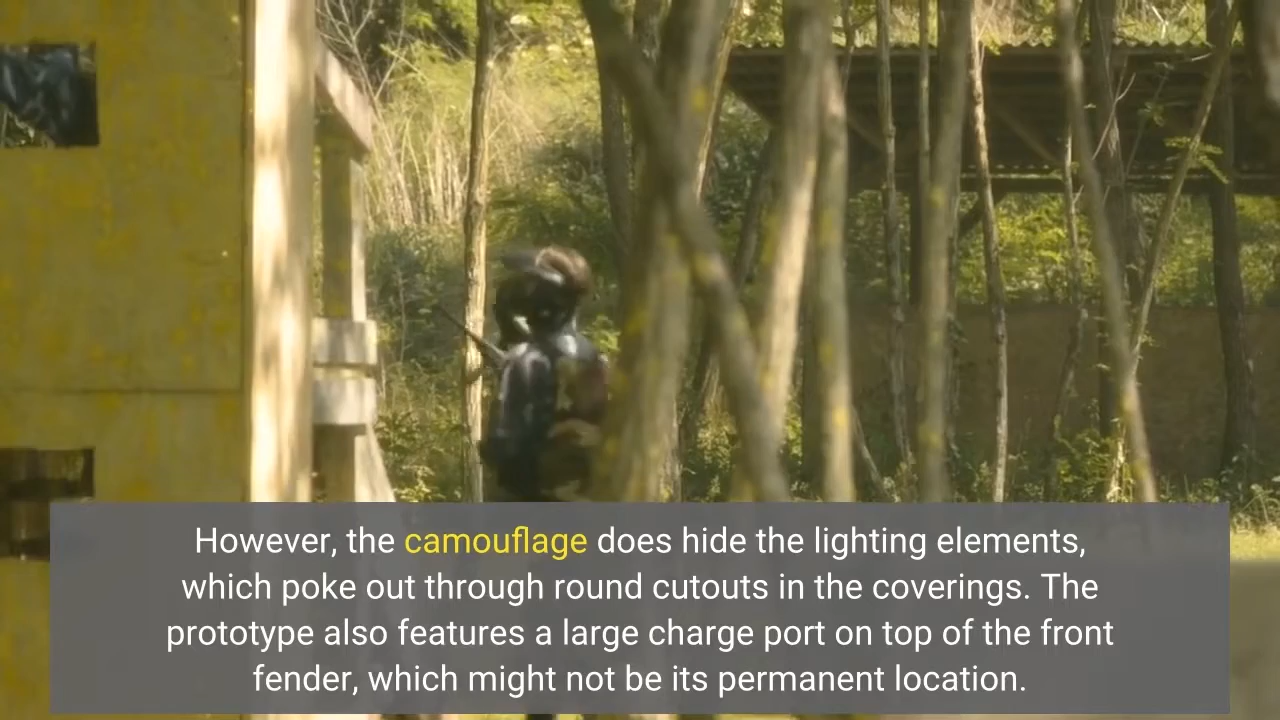 However, the camouflage does hide the lighting elements,
which poke out through round cutouts in the coverings. The
prototype also features a large charge port on top of the front
fender, which might not be its permanent location.